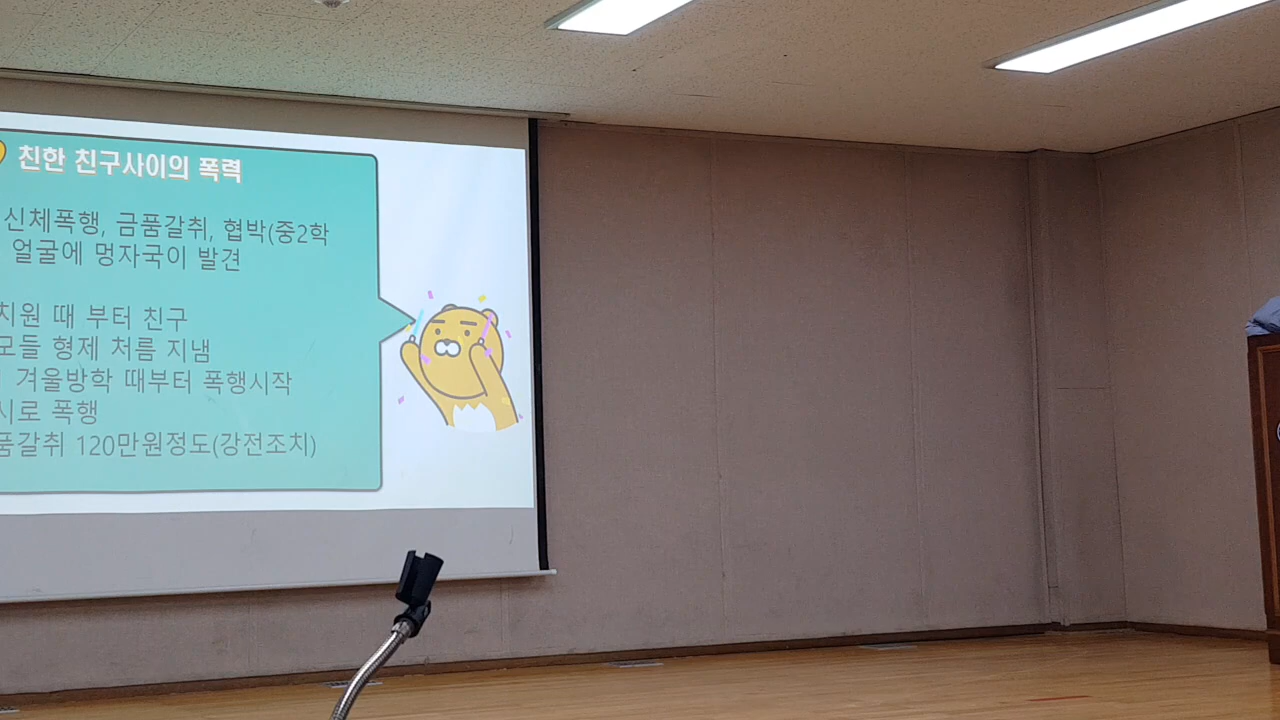 친한 친구사이의 폭력
신체폭행, 금품갈취, 협박(중2학
얼굴에 멍자국이 발견
치원 때 부터 친구
모들 형제 처름 지냄
겨울방학 때부터 폭행시작
시로 폭행
품갈취 120만원정도(강전조치)